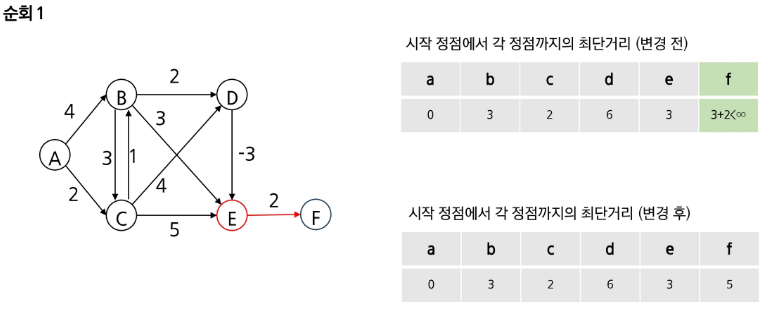 순회 1
시작 정점에서 각 정점까지의 최단거리 (변경 전)
a b c d e f
0 3 2 6 3 3+2<∞
2
B D
4 3
A 3 1 -3
2 4 2
C E F
5
시작 정점에서 각 정점까지의 최단거리 (변경 후)
a b c d e f
0 3 2 6 3 5